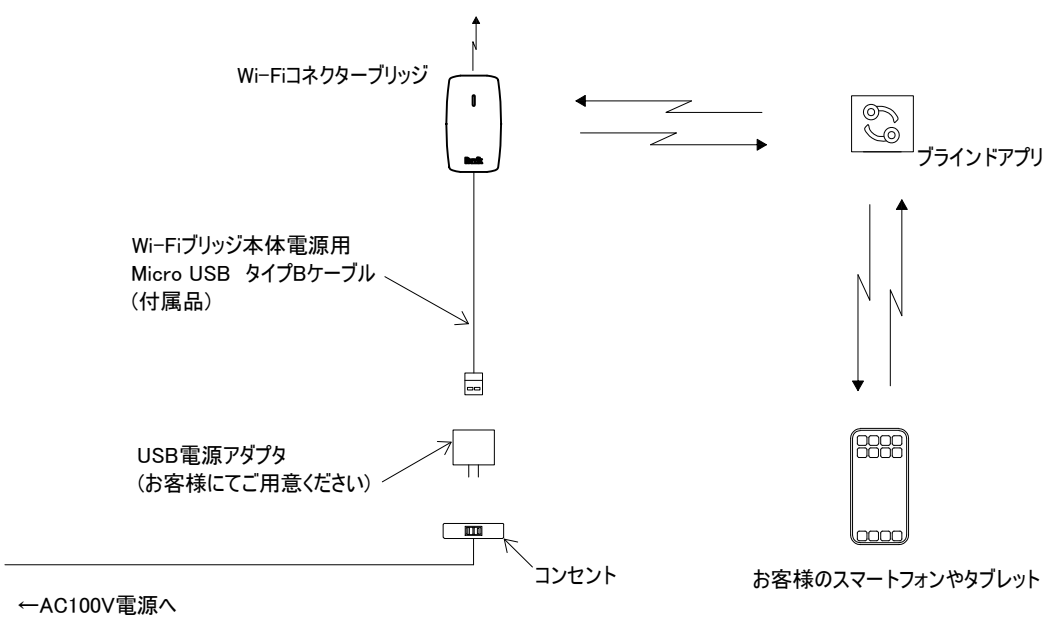 Wi-Fiコネクターブリッジ
ブラインドアプリ
Wi-Fiブリッジ本体電源用
Micro USB タイプBケーブル
(付属品)
USB電源アダプタ
(お客様にてご用意ください)
コンセント
お客様のスマートフォンやタブレット
←AC100V電源へ